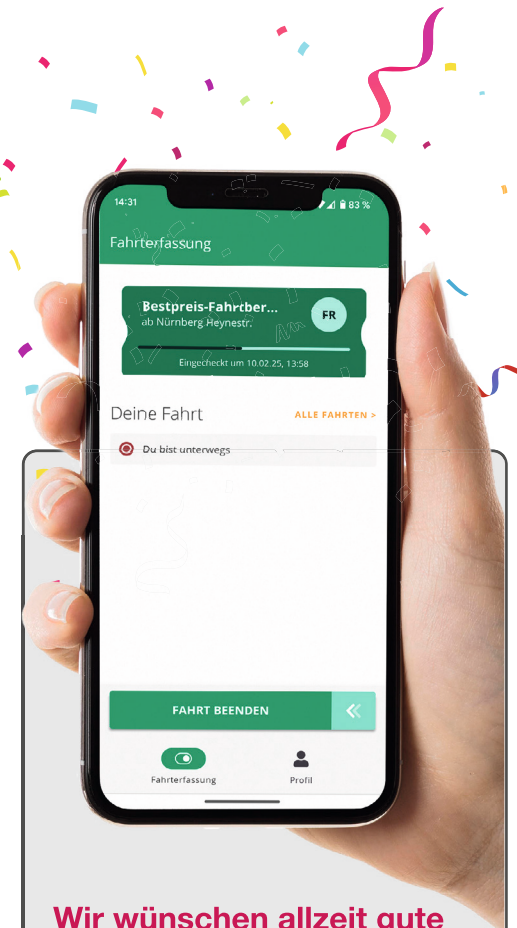 14:31
83 %
Fahrterfassung
Bestpreis-Fahrtber...
ab Nürnberg Heynestr.
FR
Eingecheckt um 10.02.25, 13:58
Deine Fahrt
ALLE FAHRTEN >
Du bist unterwegs
FAHRT BEENDEN
Fahrterfassung
Profil
Wir wünschen allzeit gute